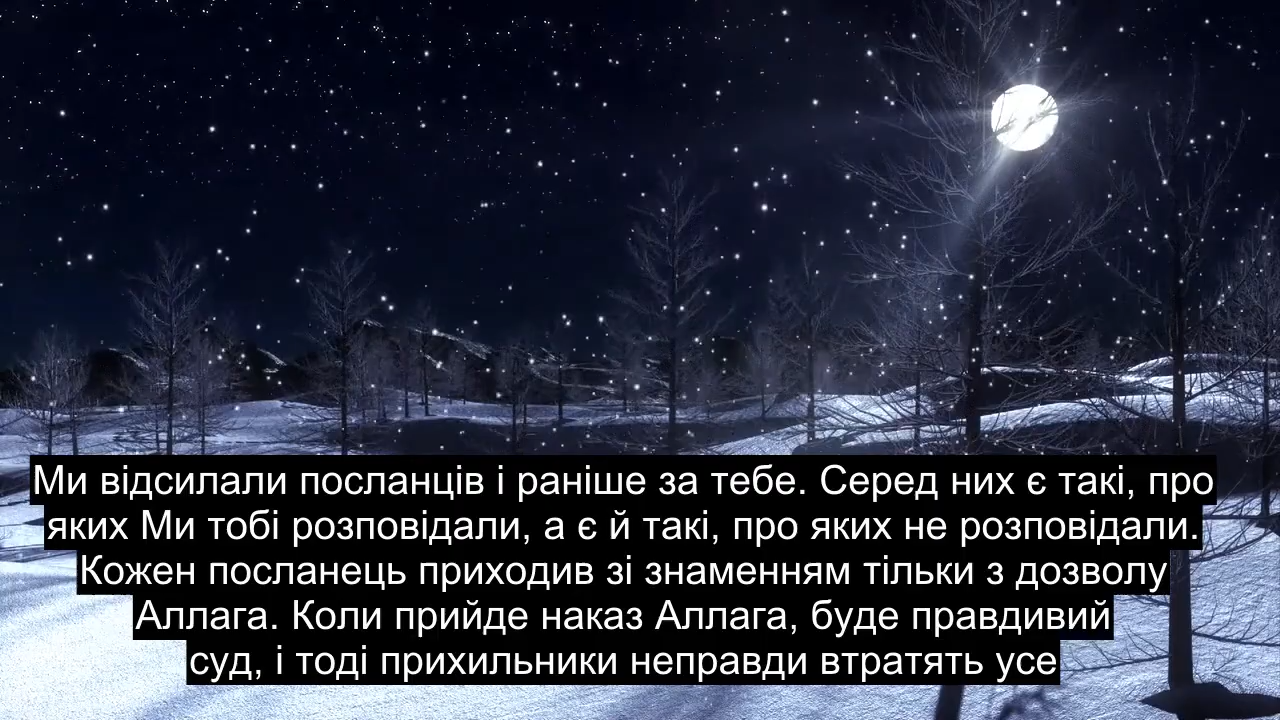 Ми відсилали посланців і раніше за тебе. Серед них є такі, про
яких Ми тобі розповідали, а є й такі, про яких не розповідали.
Кожен посланець приходив зі знаменням тільки з дозволу
Аллага. Коли прийде наказ Аллага, буде правдивий
суд, і тоді прихильники неправди втратять усе